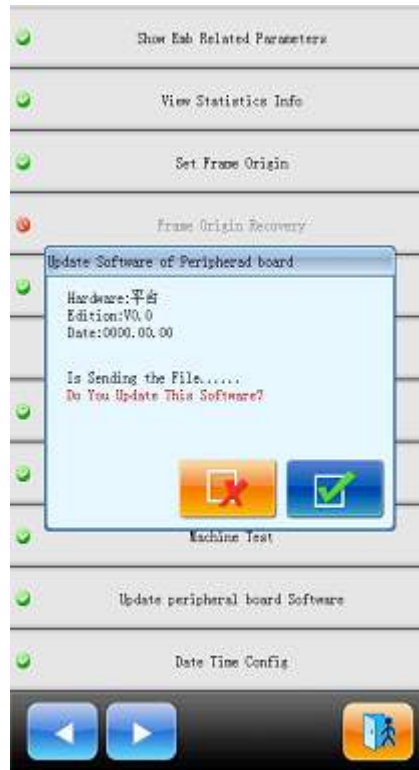 Show Emb Related Parameters
View Statistics Info
Set Frame Origin
Frame Origin Recovery
Update Software of Peripherad board
Hardware:平台
Edition:V0.0
Date:0000.00.00
Is Sending the File......
Do You Update This Software?
Machine Test
Update peripheral board Software
Date Time Config